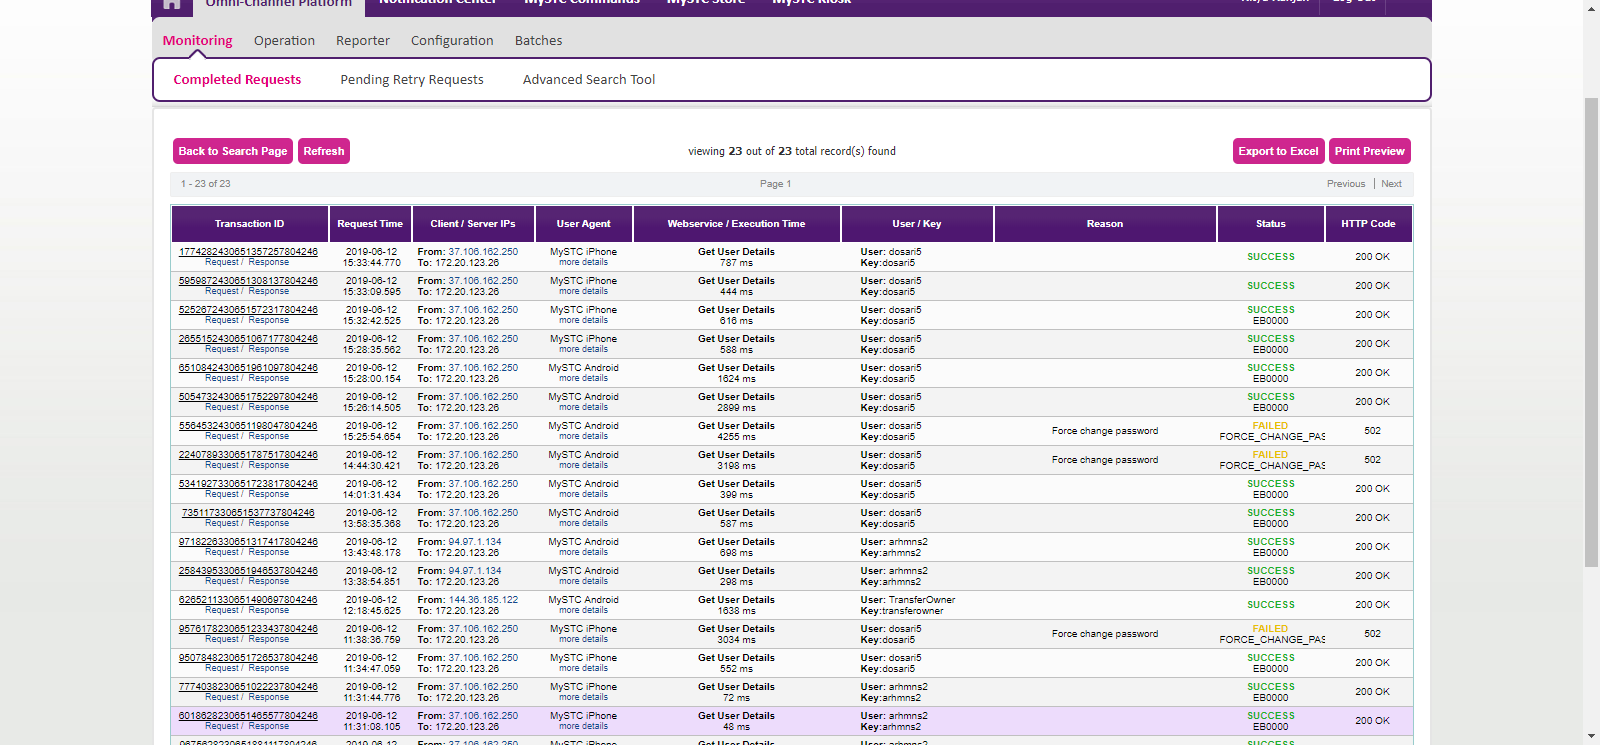 Omni-Channel Platform Notification Center MySTC Commands MySTC Store MySTC Kiosk Log Out
Monitoring Operation Reporter Configuration Batches
Completed Requests Pending Retry Requests Advanced Search Tool
Back to Search Page Refresh viewing 23 out of 23 total record(s) found Export to Excel Print Preview
1 - 23 of 23 Page 1 Previous | Next
Transaction ID Request Time Client / Server IPs User Agent Webservice / Execution Time User / Key Reason Status HTTP Code
1774282430651357257804246 2019-06-12 From: 37.106.162.250 MySTC iPhone Get User Details User: dosari5 SUCCESS 200 OK
Request / Response 15:33:44.770 To: 172.20.123.26 more details 787 ms Key:dosari5
5959872430651308137804246 2019-06-12 From: 37.106.162.250 MySTC iPhone Get User Details User: dosari5 SUCCESS 200 OK
Request / Response 15:33:09.595 To: 172.20.123.26 more details 444 ms Key:dosari5
5252672430651572317804246 2019-06-12 From: 37.106.162.250 MySTC iPhone Get User Details User: dosari5 SUCCESS 200 OK
Request / Response 15:32:42.525 To: 172.20.123.26 more details 616 ms Key:dosari5 EB0000
2655152430651067177804246 2019-06-12 From: 37.106.162.250 MySTC iPhone Get User Details User: dosari5 SUCCESS 200 OK
Request / Response 15:28:35.562 To: 172.20.123.26 more details 588 ms Key:dosari5 EB0000
6510842430651961097804246 2019-06-12 From: 37.106.162.250 MySTC Android Get User Details User: dosari5 SUCCESS 200 OK
Request / Response 15:28:00.154 To: 172.20.123.26 more details 1624 ms Key:dosari5 EB0000
5054732430651752297804246 2019-06-12 From: 37.106.162.250 MySTC Android Get User Details User: dosari5 SUCCESS 200 OK
Request / Response 15:26:14.505 To: 172.20.123.26 more details 2899 ms Key:dosari5 EB0000
5564532430651198047804246 2019-06-12 From: 37.106.162.250 MySTC Android Get User Details User: dosari5 Force change password FAILED 502
Request / Response 15:25:54.654 To: 172.20.123.26 more details 4255 ms Key:dosari5 FORCE_CHANGE_PAS
2240789330651787517804246 2019-06-12 From: 37.106.162.250 MySTC Android Get User Details User: dosari5 Force change password FAILED 502
Request / Response 14:44:30.421 To: 172.20.123.26 more details 3198 ms Key:dosari5 FORCE_CHANGE_PAS
5341927330651723817804246 2019-06-12 From: 37.106.162.250 MySTC Android Get User Details User: dosari5 SUCCESS 200 OK
Request / Response 14:01:31.434 To: 172.20.123.26 more details 399 ms Key:dosari5 EB0000
735117330651537737804246 2019-06-12 From: 37.106.162.250 MySTC Android Get User Details User: dosari5 SUCCESS 200 OK
Request / Response 13:58:35.368 To: 172.20.123.26 more details 587 ms Key:dosari5 EB0000
9718226330651317417804246 2019-06-12 From: 94.97.1.134 MySTC Android Get User Details User: arhmns2 SUCCESS 200 OK
Request / Response 13:43:48.178 To: 172.20.123.26 more details 698 ms Key:arhmns2 EB0000
2584395330651946537804246 2019-06-12 From: 94.97.1.134 MySTC Android Get User Details User: arhmns2 SUCCESS 200 OK
Request / Response 13:38:54.851 To: 172.20.123.26 more details 298 ms Key:arhmns2 EB0000
6265211330651490697804246 2019-06-12 From: 144.36.185.122 MySTC Android Get User Details User: TransferOwner SUCCESS 200 OK
Request / Response 12:18:45.625 To: 172.20.123.26 more details 1638 ms Key:transferowner
9576178230651233437804246 2019-06-12 From: 37.106.162.250 MySTC iPhone Get User Details User: dosari5 Force change password FAILED 502
Request / Response 11:38:36.759 To: 172.20.123.26 more details 3034 ms Key:dosari5 FORCE_CHANGE_PAS
9507848230651726537804246 2019-06-12 From: 37.106.162.250 MySTC iPhone Get User Details User: dosari5 SUCCESS 200 OK
Request / Response 11:34:47.059 To: 172.20.123.26 more details 552 ms Key:dosari5 EB0000
7774038230651022237804246 2019-06-12 From: 37.106.162.250 MySTC iPhone Get User Details User: arhmns2 SUCCESS 200 OK
Request / Response 11:31:44.776 To: 172.20.123.26 more details 72 ms Key:arhmns2 EB0000
6018628230651465577804246 2019-06-12 From: 37.106.162.250 MySTC iPhone Get User Details User: arhmns2 SUCCESS 200 OK
Request / Response 11:31:08.105 To: 172.20.123.26 more details 48 ms Key:arhmns2 EB0000
2019-06-12 From: 37.106.162.250 MySTC iPhone Get User Details User: arhmns2 SUCCESS